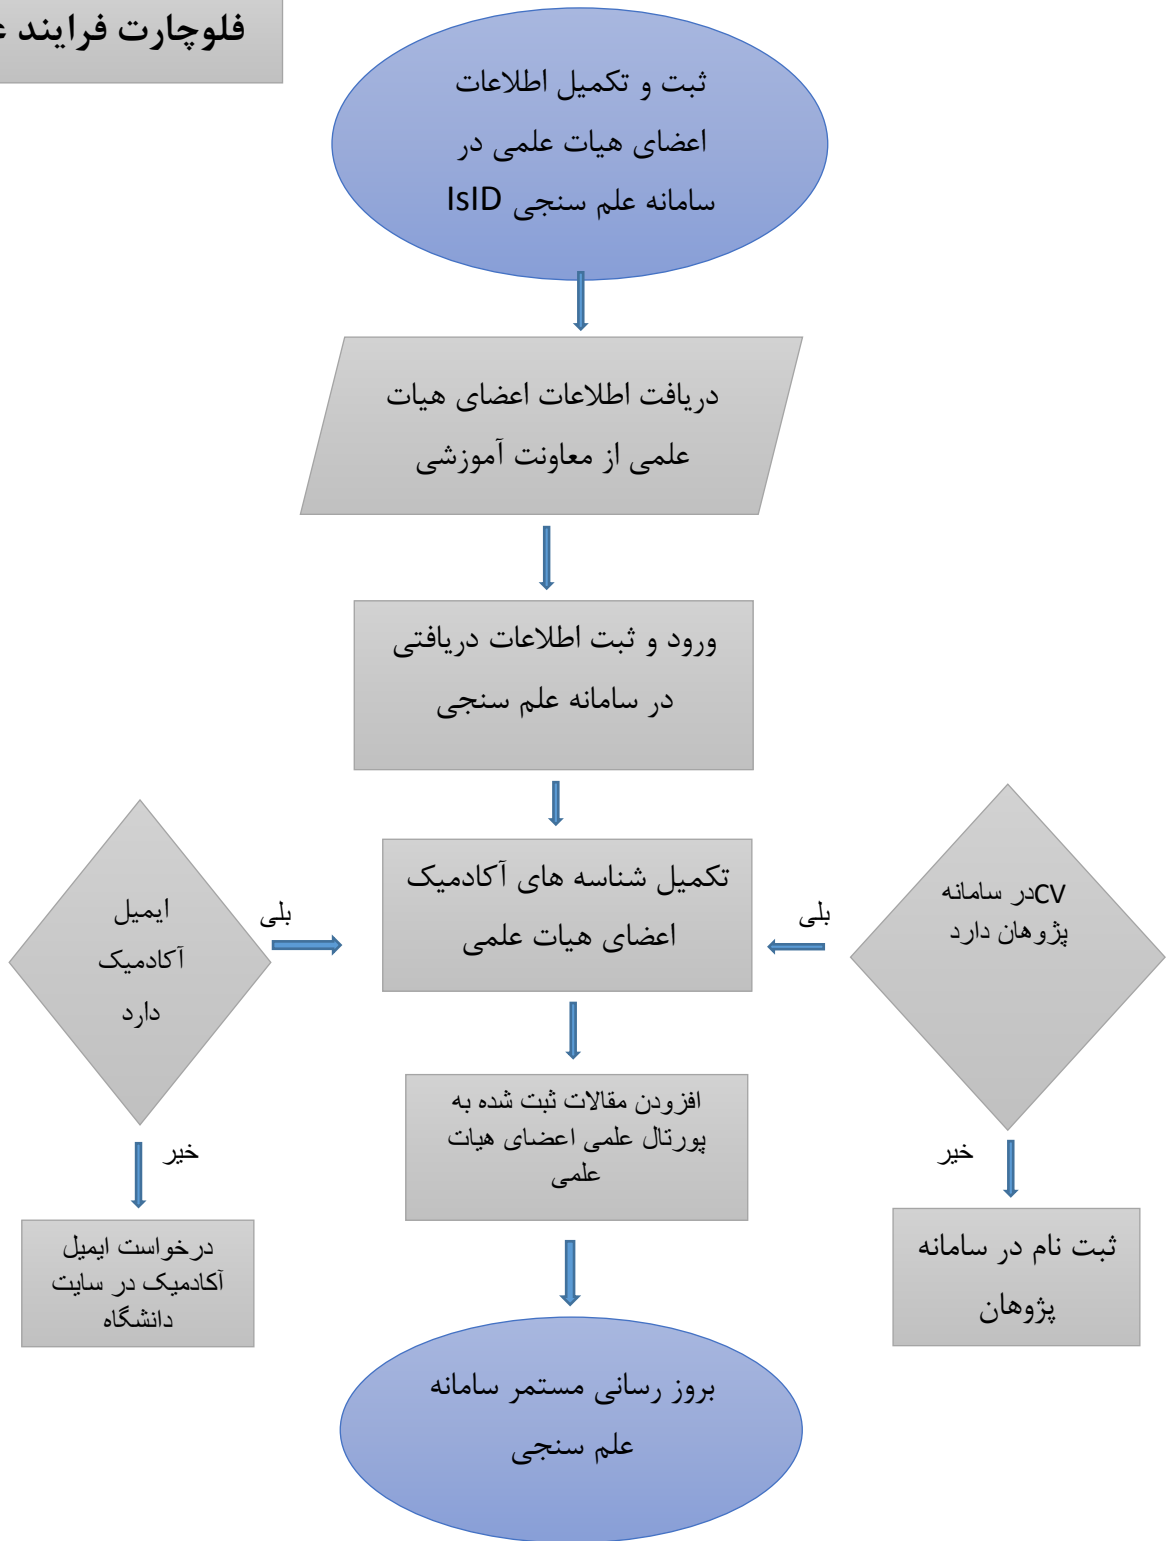 فلوچارت فرایند
ثبت و تکمیل اطلاعات
اعضای هیات علمی در
سامانه علم سنجی IsID
دریافت اطلاعات اعضای هیات
علمی از معاونت آموزشی
ورود و ثبت اطلاعات دریافتی
در سامانه علم سنجی
تکمیل شناسه های آکادمیک
اعضای هیات علمی
CVدر سامانه
پژوهان دارد
بلی
خیر
ثبت نام در سامانه
پژوهان
ایمیل
آکادمیک
دارد
بلی
خیر
درخواست ایمیل
آکادمیک در سایت
دانشگاه
افزودن مقالات ثبت شده به
پورتال علمی اعضای هیات
علمی
بروز رسانی مستمر سامانه
علم سنجی